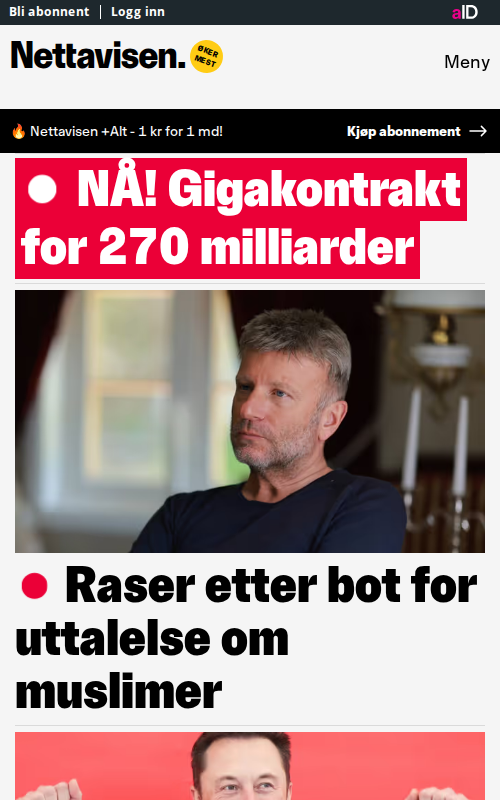 Bli abonnent | Logg inn
aID
Nettavisen.
ØKER
MEST
Meny
🔥 Nettavisen +Alt - 1 kr for 1 md!
Kjøp abonnement →
NÅ! Gigakontrakt
for 270 milliarder
Raser etter bot for
uttalelse om
muslimer